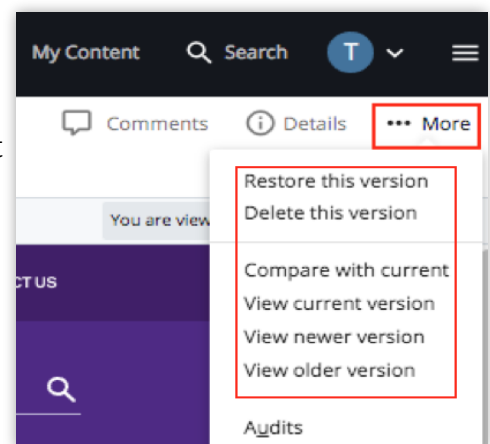 My Content Search T
Comments Details ••• More
t
Restore this version
Delete this version
You are view
Compare with current
CT US
View current version
View newer version
View older version
Audits